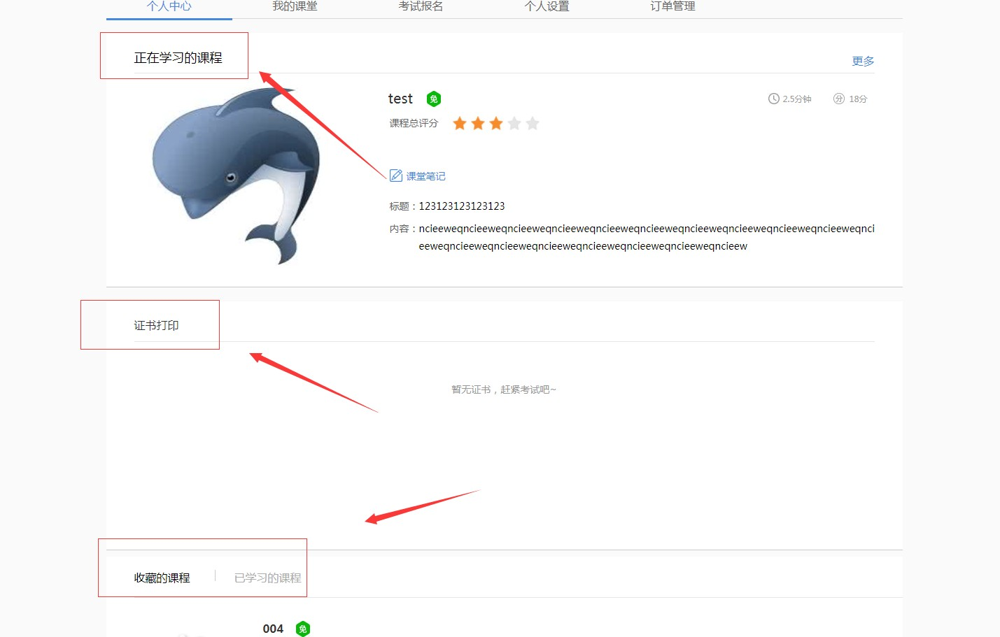 个人中心 我的课堂 考试报名 个人设置 订单管理
正在学习的课程 更多
test 免 2.5分钟 分 18分
课程总评分
课堂笔记
标题：123123123123123
内容：ncieeweqncieeweqncieeweqncieeweqncieeweqncieeweqncieeweqncieeweqncieeweqncieeweqnci
eeweqncieeweqncieeweqncieeweqncieeweqncieeweqncieeweqncieew
证书打印
暂无证书，赶紧考试吧~
收藏的课程 已学习的课程
004 免